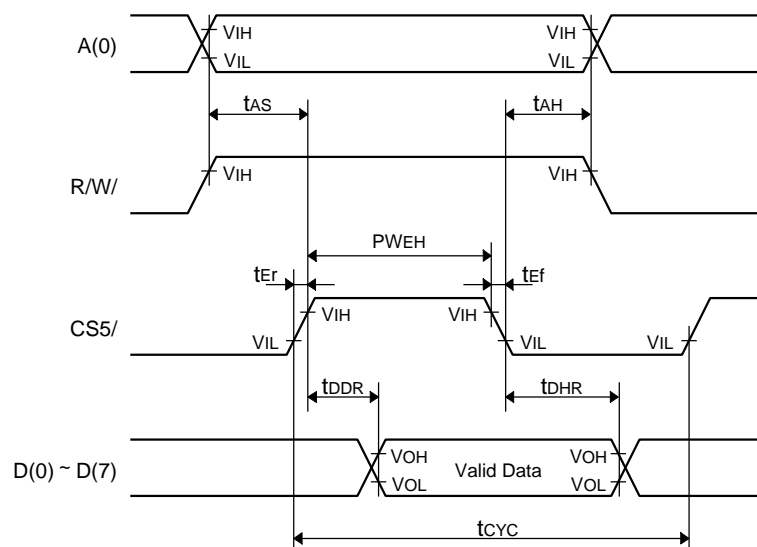 A(0)
VIH
VIL
VIH
VIL
tAS
tAH
R/W/
VIH
VIH
PWEH
tEr
tEf
CS5/
VIH
VIH
VIL
VIL
VIL
tDDR
tDHR
D(0) ~ D(7)
VOH
VOL
Valid Data
VOH
VOL
tCYC